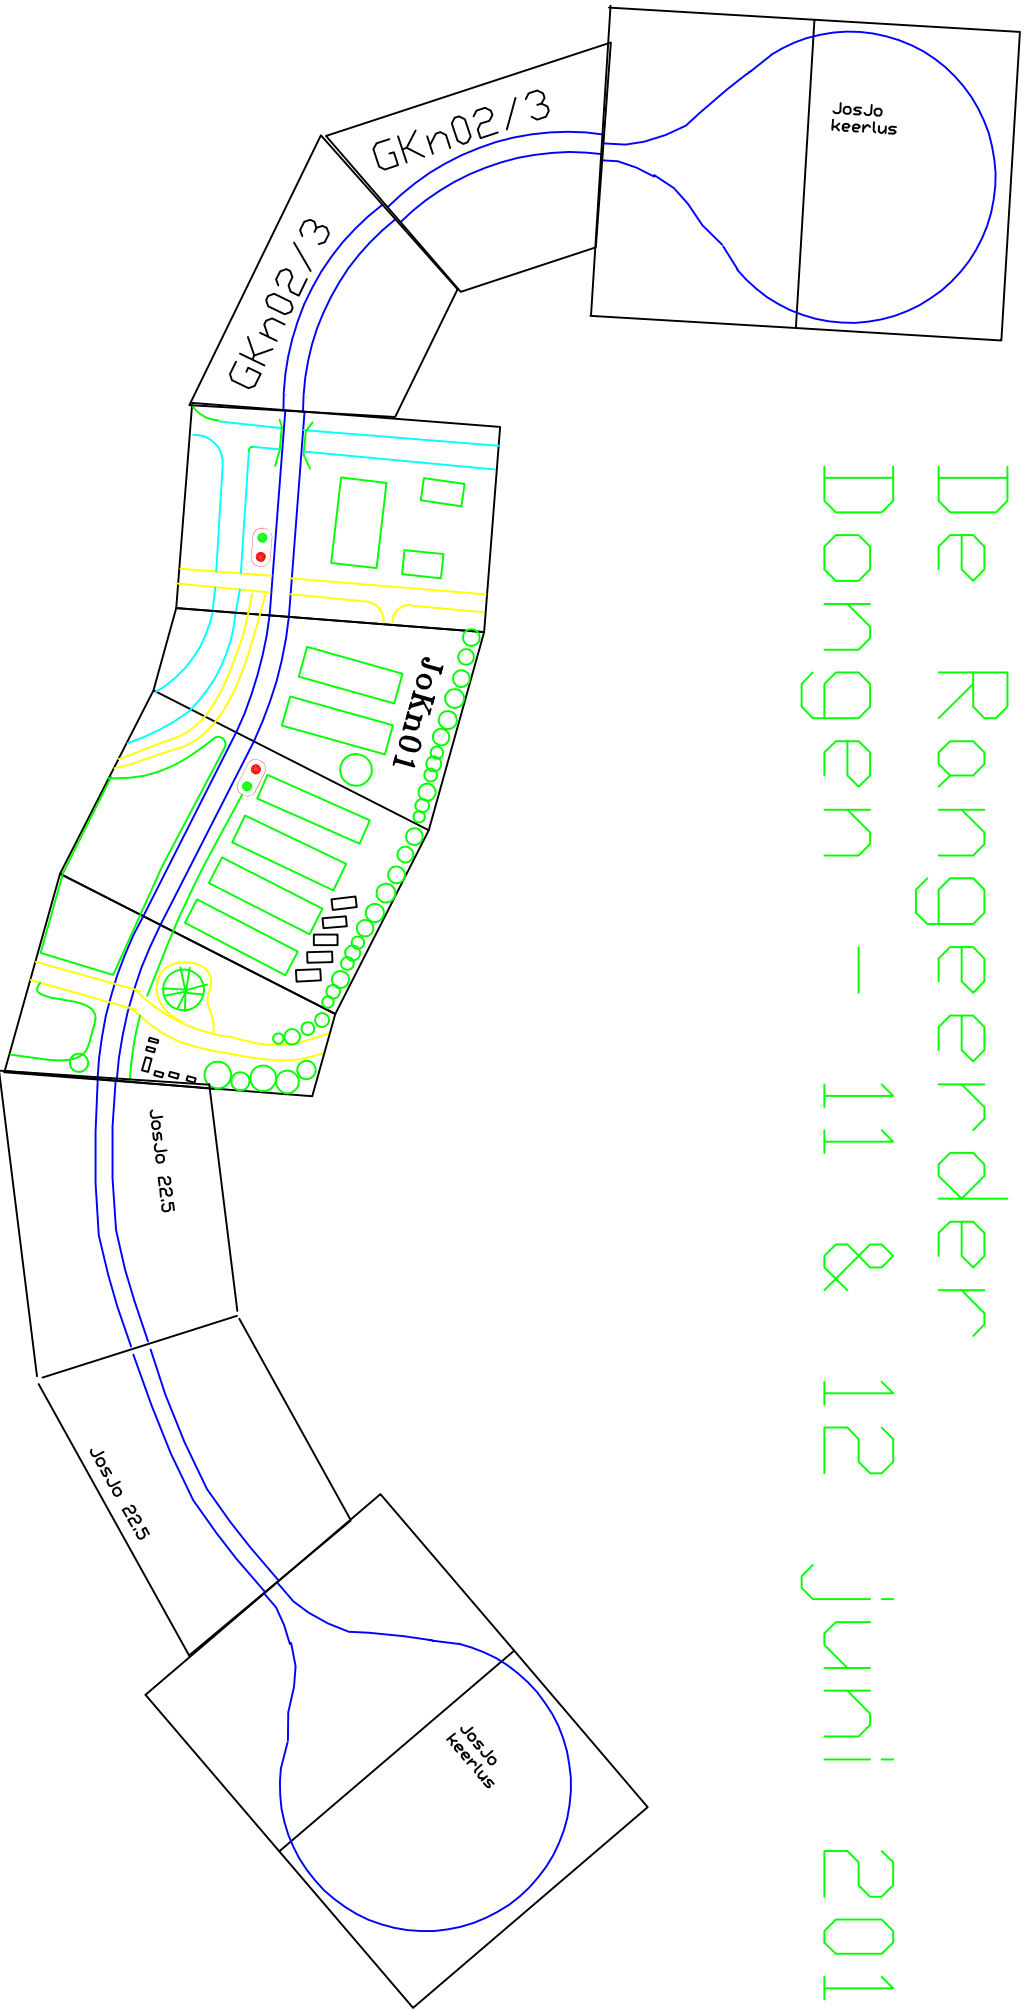 De Rangeerder
Dongen - 11 & 12 juni 201
JosJo
keerlus
GKn02/3
GKn02/3
JoKn01
JosJo 22.5
JosJo 22.5
JosJo
keerlus